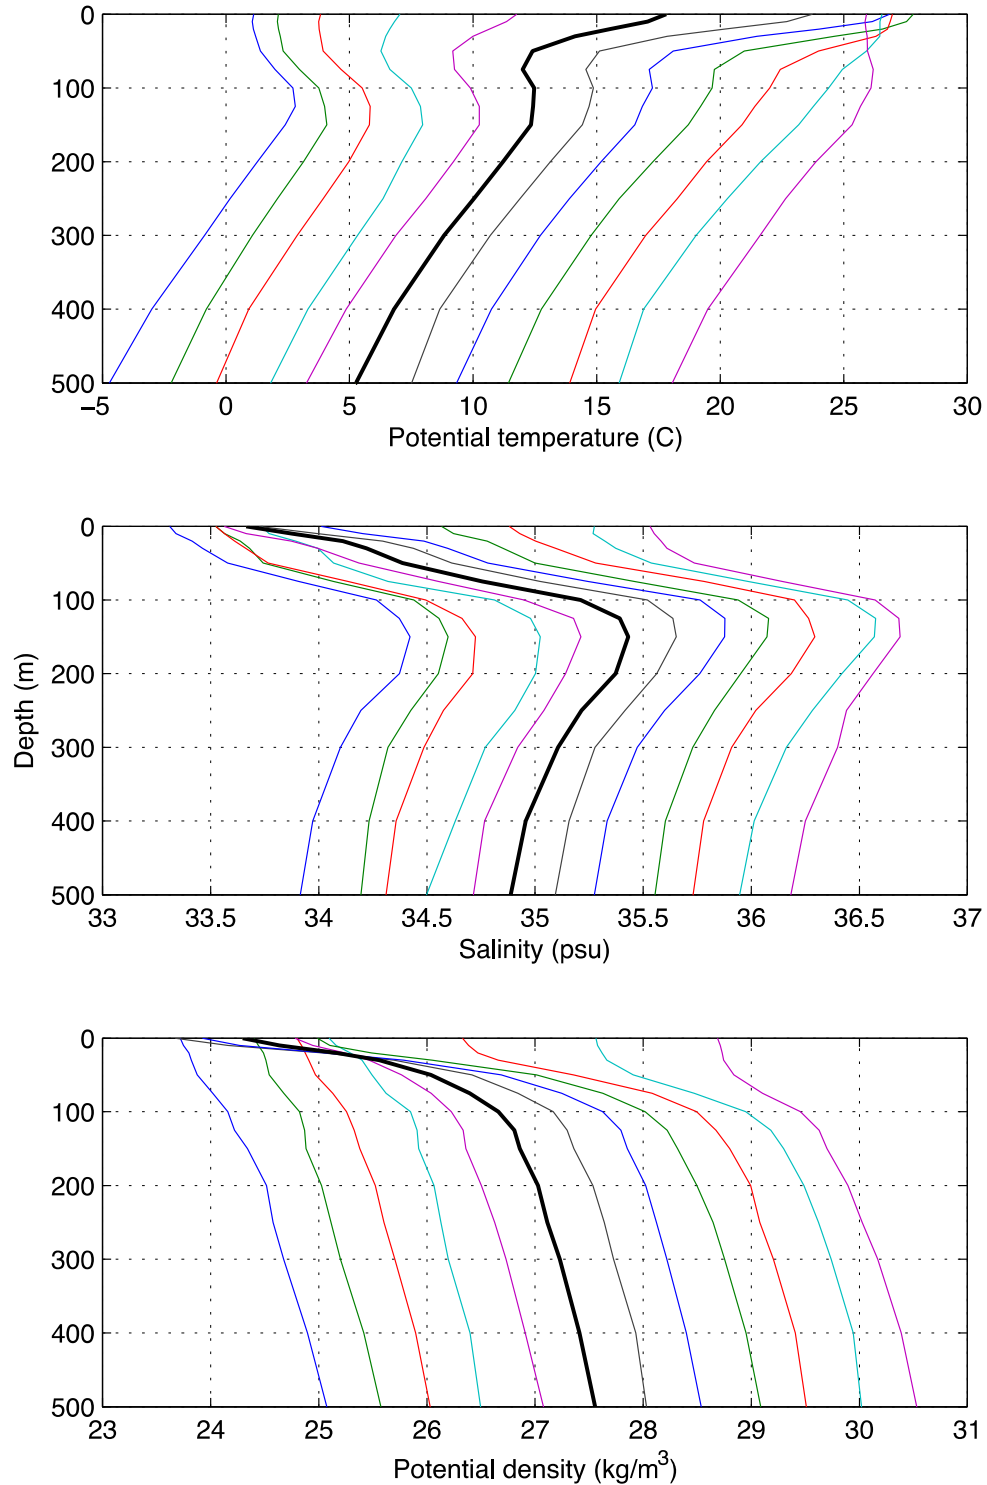 0
100
200
300
400
500
−5 0 5 10 15 20 25 30
Potential temperature (C)
0
100
200
300
400
500
Depth (m)
33 33.5 34 34.5 35 35.5 36 36.5 37
Salinity (psu)
0
100
200
300
400
500
23 24 25 26 27 28 29 30 31
Potential density (kg/m³)